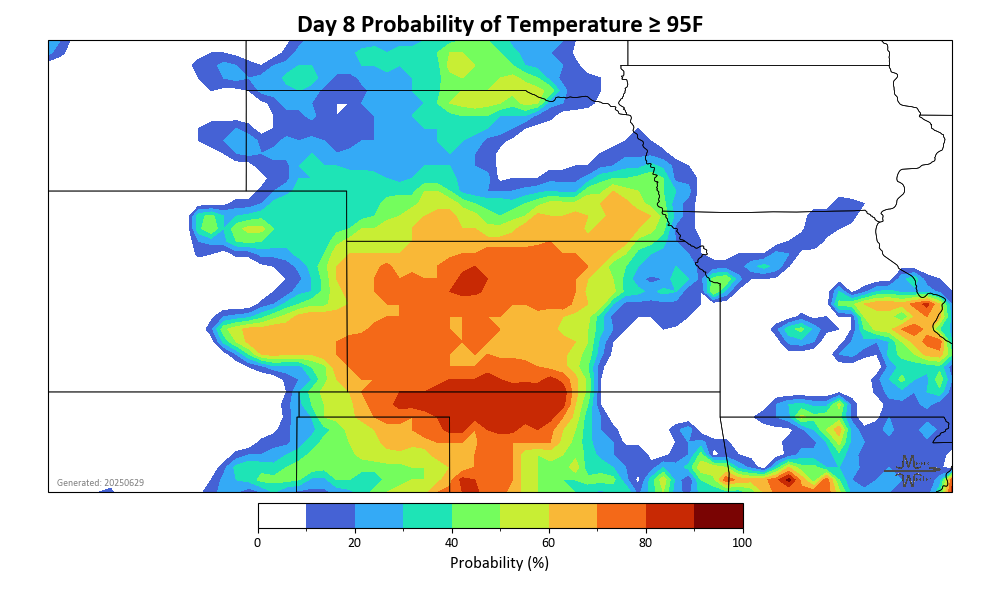 Day 8 Probability of Temperature ≥ 95F
Generated: 20250629
0 20 40 60 80 100
Probability (%)